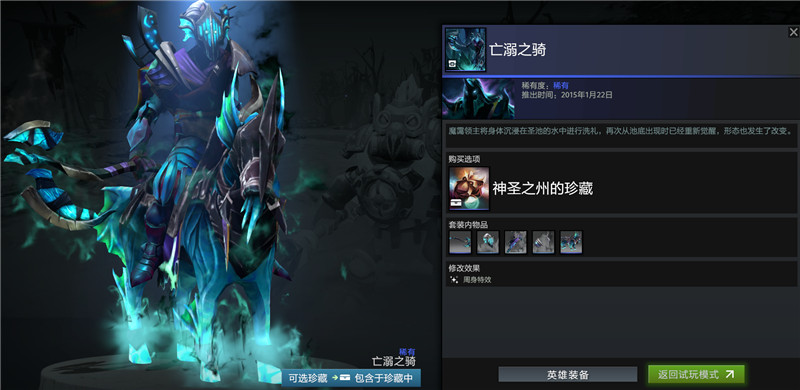 亡溺之骑
稀有度：稀有
推出时间：2015年1月22日
魔霭领主将身体沉浸在圣池的水中进行洗礼，再次从池底出现时已经重新觉醒，形态也发生了改变。
购买选项
神圣之州的珍藏
套装内物品
修改效果
周身特效
稀有
亡溺之骑
可选珍藏 → 包含于珍藏中
英雄装备
返回试玩模式